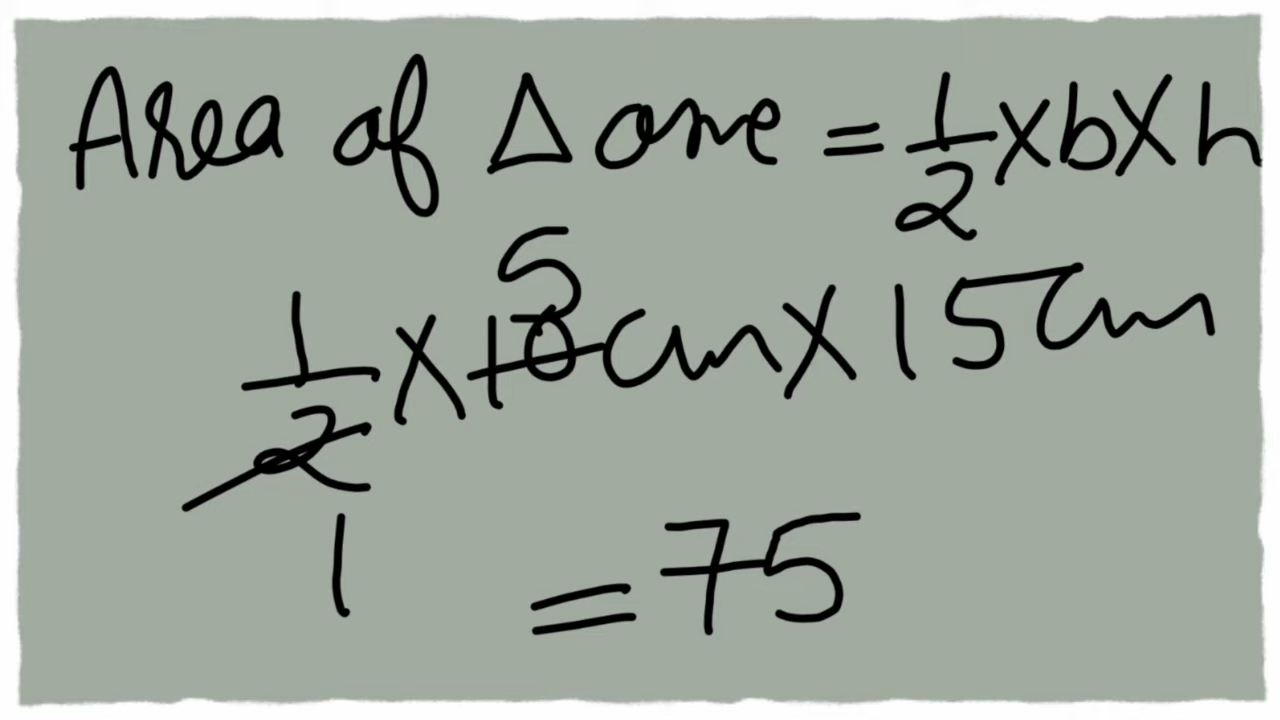 Area of △ one = 1/2 X b X h
1/2 X 10 cm X 15 cm
5
1
= 75